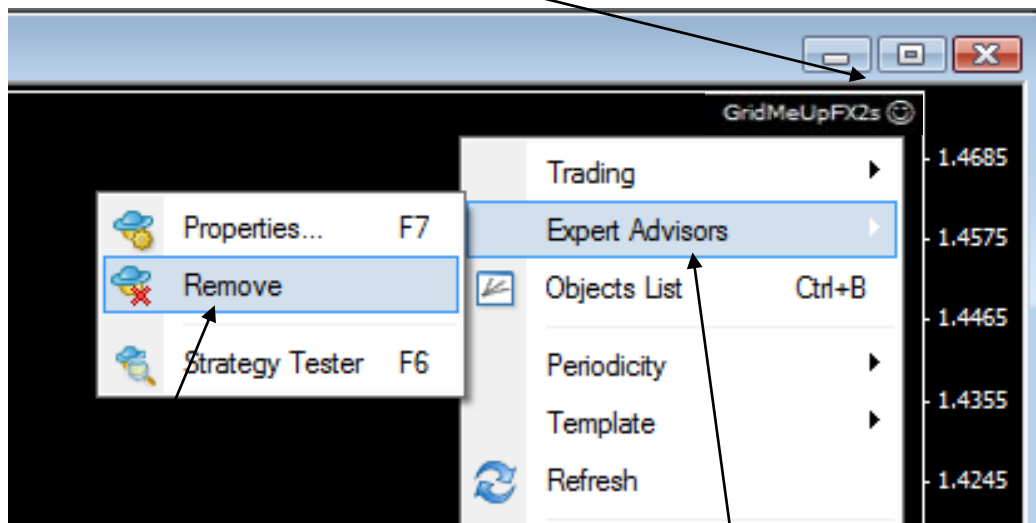 GridMeUpFX2s
Trading
1.4685
Properties... F7
Expert Advisors
1.4575
Remove
Objects List Ctrl+B
1.4465
Strategy Tester F6
Periodicity
1.4355
Template
Refresh
1.4245